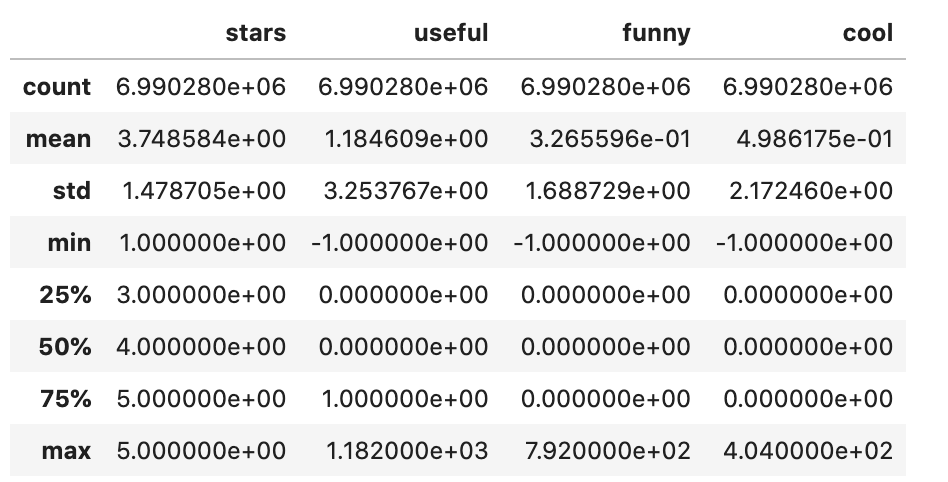 stars useful funny cool
count 6.990280e+06 6.990280e+06 6.990280e+06 6.990280e+06
mean 3.748584e+00 1.184609e+00 3.265596e-01 4.986175e-01
std 1.478705e+00 3.253767e+00 1.688729e+00 2.172460e+00
min 1.000000e+00 -1.000000e+00 -1.000000e+00 -1.000000e+00
25% 3.000000e+00 0.000000e+00 0.000000e+00 0.000000e+00
50% 4.000000e+00 0.000000e+00 0.000000e+00 0.000000e+00
75% 5.000000e+00 1.000000e+00 0.000000e+00 0.000000e+00
max 5.000000e+00 1.182000e+03 7.920000e+02 4.040000e+02